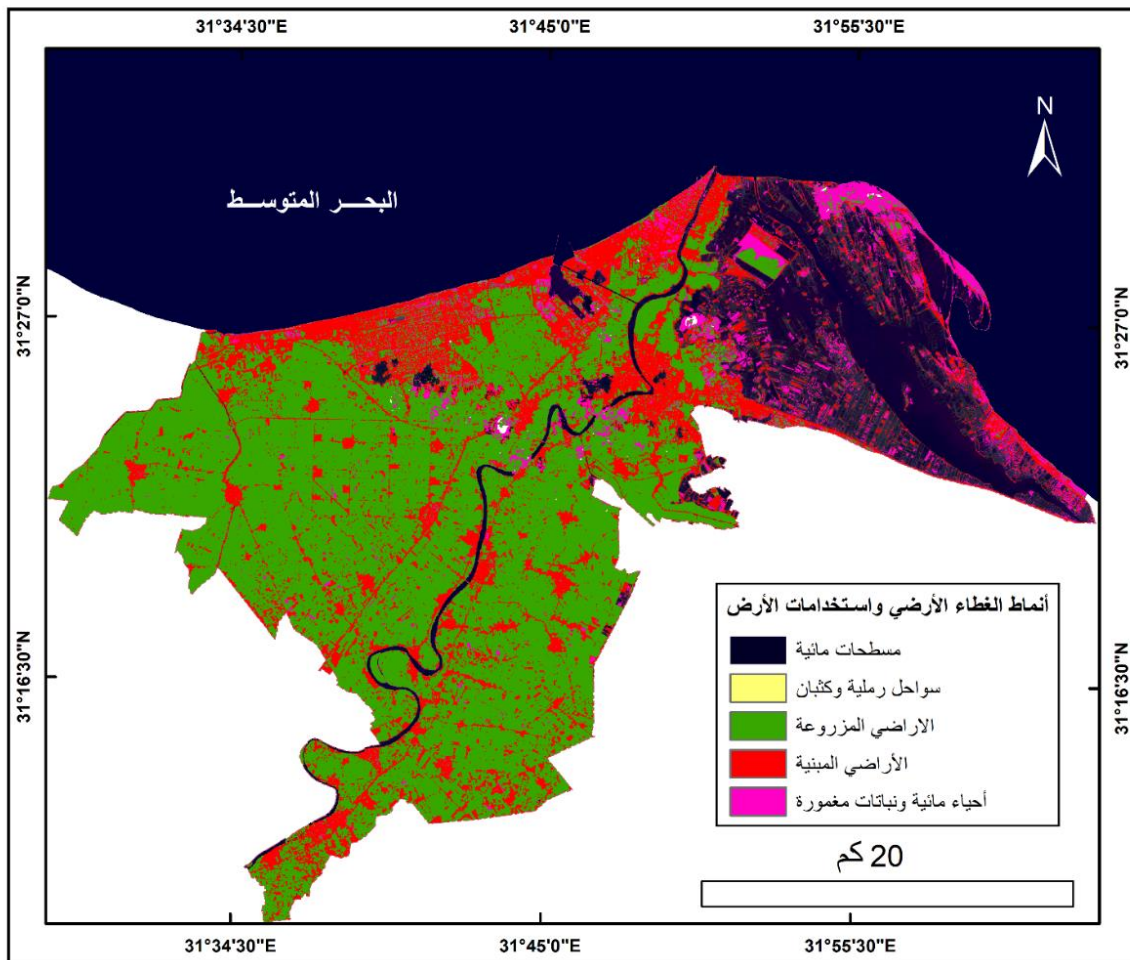 31°34'30"E 31°45'0"E 31°55'30"E
N
البحـــر المتوســط
31°27'0"N
31°27'0"N
31°16'30"N
31°16'30"N
أنماط الغطاء الأرضي واستخدامات الأرض
مسطحات مائية
سواحل رملية وكثبان
الاراضي المزروعة
الأراضي المبنية
أحياء مائية ونباتات مغمورة
20 كم
31°34'30"E 31°45'0"E 31°55'30"E